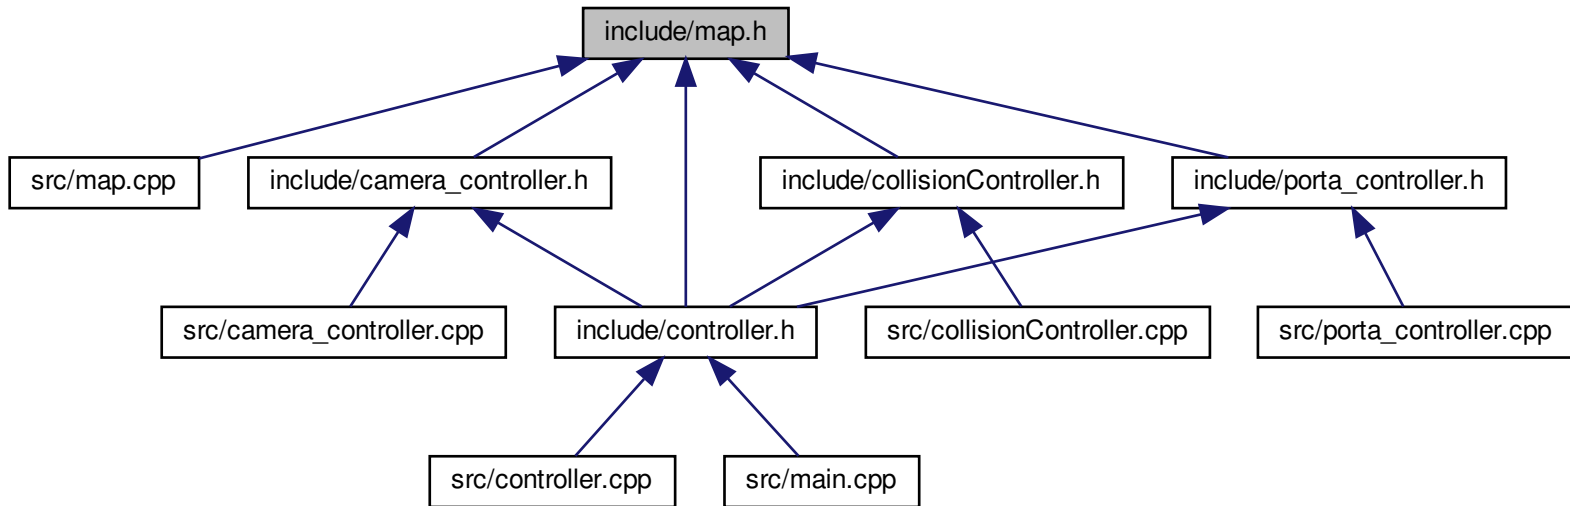 include/map.h
src/map.cpp
include/camera_controller.h
include/collisionController.h
include/porta_controller.h
src/camera_controller.cpp
include/controller.h
src/collisionController.cpp
src/porta_controller.cpp
src/controller.cpp
src/main.cpp